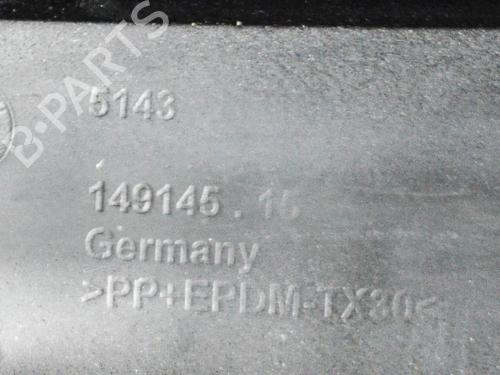 B-PARTS
5143
149145.15
Germany
>PP+EPDM-TX30<